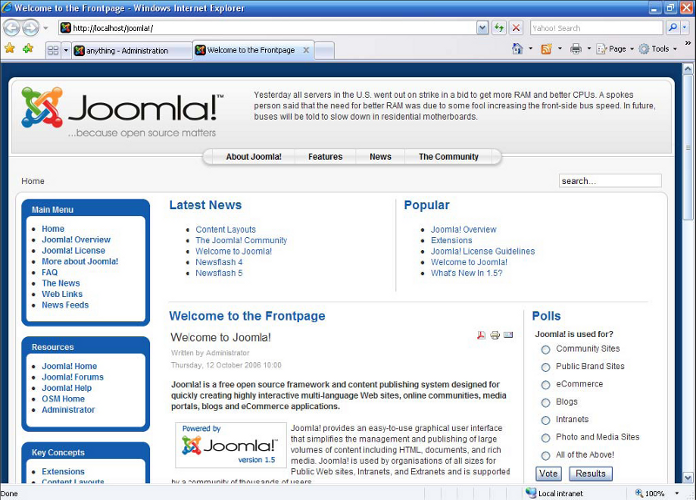 Welcome to the Frontpage - Windows Internet Explorer
http://localhost/joomla/
Yahoo! Search
anything - Administration
Welcome to the Frontpage
Page
Tools
Joomla!™
...because open source matters
Yesterday all servers in the U.S. went out on strike in a bid to get more RAM and better CPUs. A spokes
person said that the need for better RAM was due to some fool increasing the front-side bus speed. In future,
buses will be told to slow down in residential motherboards.
About Joomla!
Features
News
The Community
Home
search...
Main Menu
Home
Joomla! Overview
Joomla! License
More about Joomla!
FAQ
The News
Web Links
News Feeds
Resources
Joomla! Home
Joomla! Forums
Joomla! Help
OSM Home
Administrator
Key Concepts
Extensions
Content Layouts
Latest News
Content Layouts
The Joomla! Community
Welcome to Joomla!
Newsflash 4
Newsflash 5
Popular
Joomla! Overview
Extensions
Joomla! License Guidelines
Welcome to Joomla!
What's New In 1.5?
Welcome to the Frontpage
Welcome to Joomla!
Written by Administrator
Thursday, 12 October 2006 10:00
Joomla! is a free open source framework and content publishing system designed for
quickly creating highly interactive multi-language Web sites, online communities, media
portals, blogs and eCommerce applications.
Powered by
Joomla!
version 1.5
Joomla! provides an easy-to-use graphical user interface
that simplifies the management and publishing of large
volumes of content including HTML, documents, and rich
media. Joomla! is used by organisations of all sizes for
Public Web sites, Intranets, and Extranets and is supported
by a community of thousands of users.
Polls
Joomla! is used for?
Community Sites
Public Brand Sites
eCommerce
Blogs
Intranets
Photo and Media Sites
All of the Above!
Vote
Results
Done
Local intranet
100%